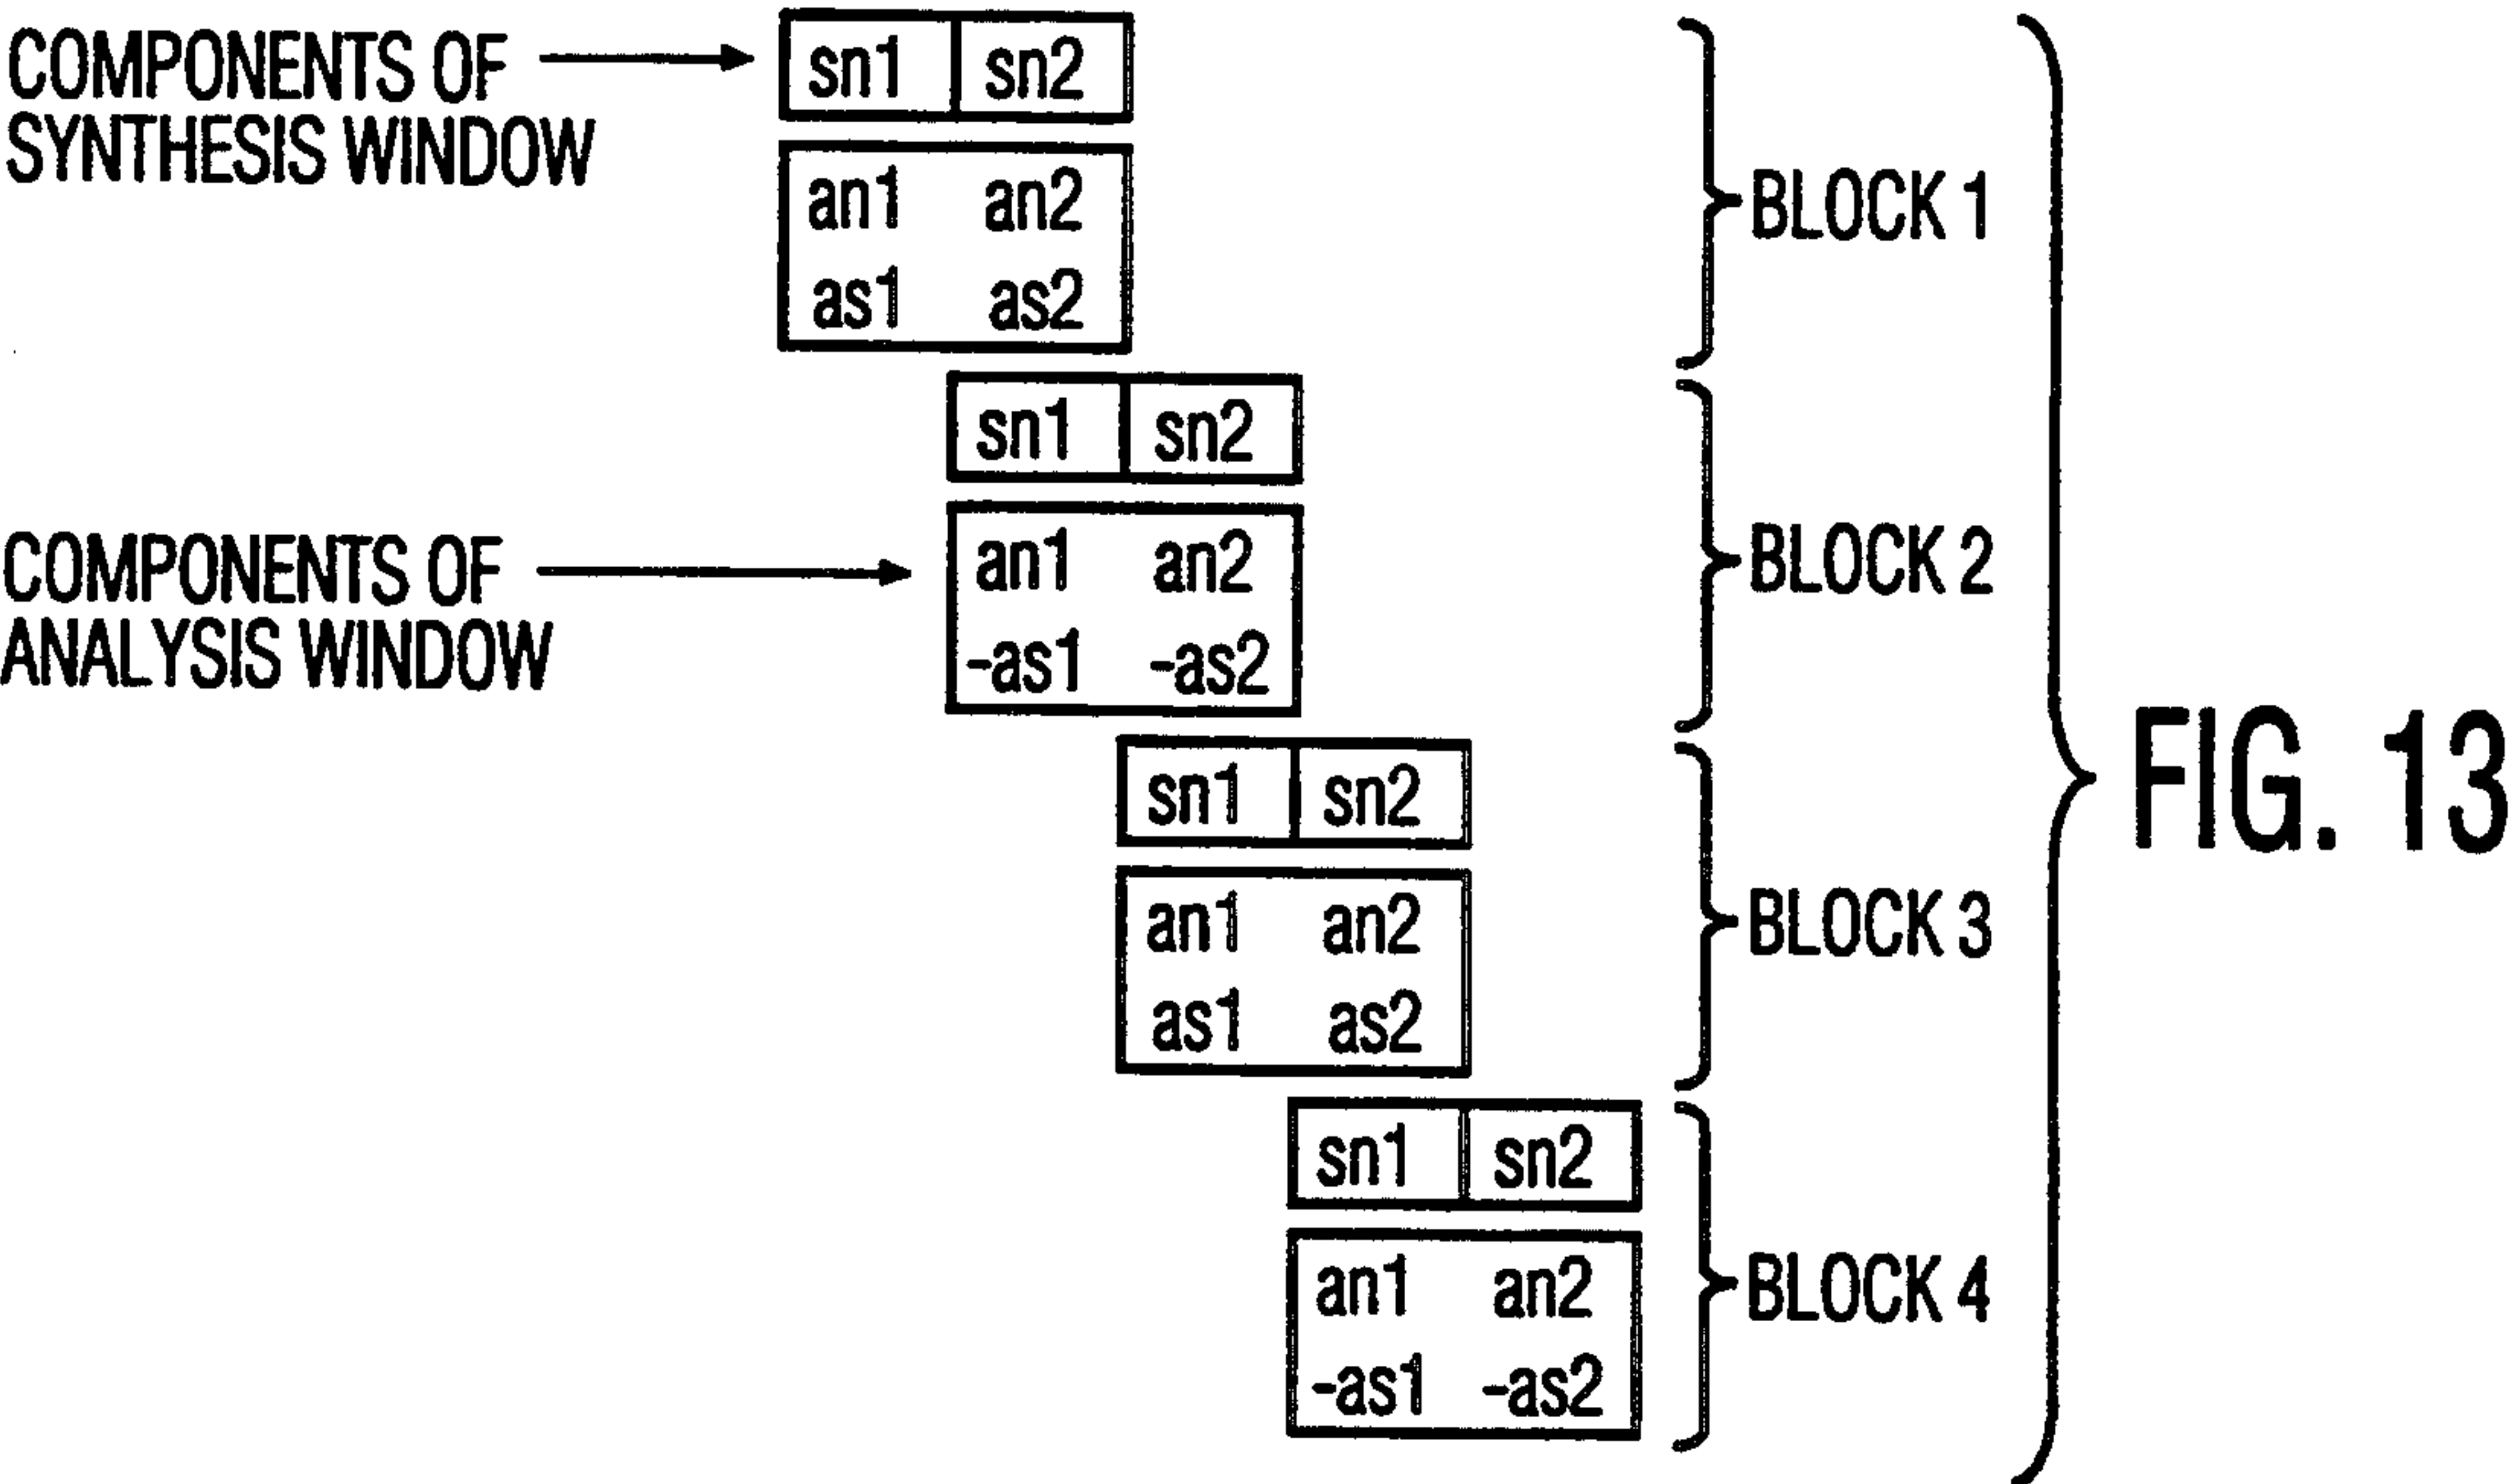 COMPONENTS OF
SYNTHESIS WINDOW
sn1 sn2
an1 an2
as1 as2
BLOCK 1
sn1 sn2
COMPONENTS OF
ANALYSIS WINDOW
an1 an2
-as1 -as2
BLOCK 2
sn1 sn2
an1 an2
as1 as2
BLOCK 3
sn1 sn2
an1 an2
-as1 -as2
BLOCK 4
FIG. 13